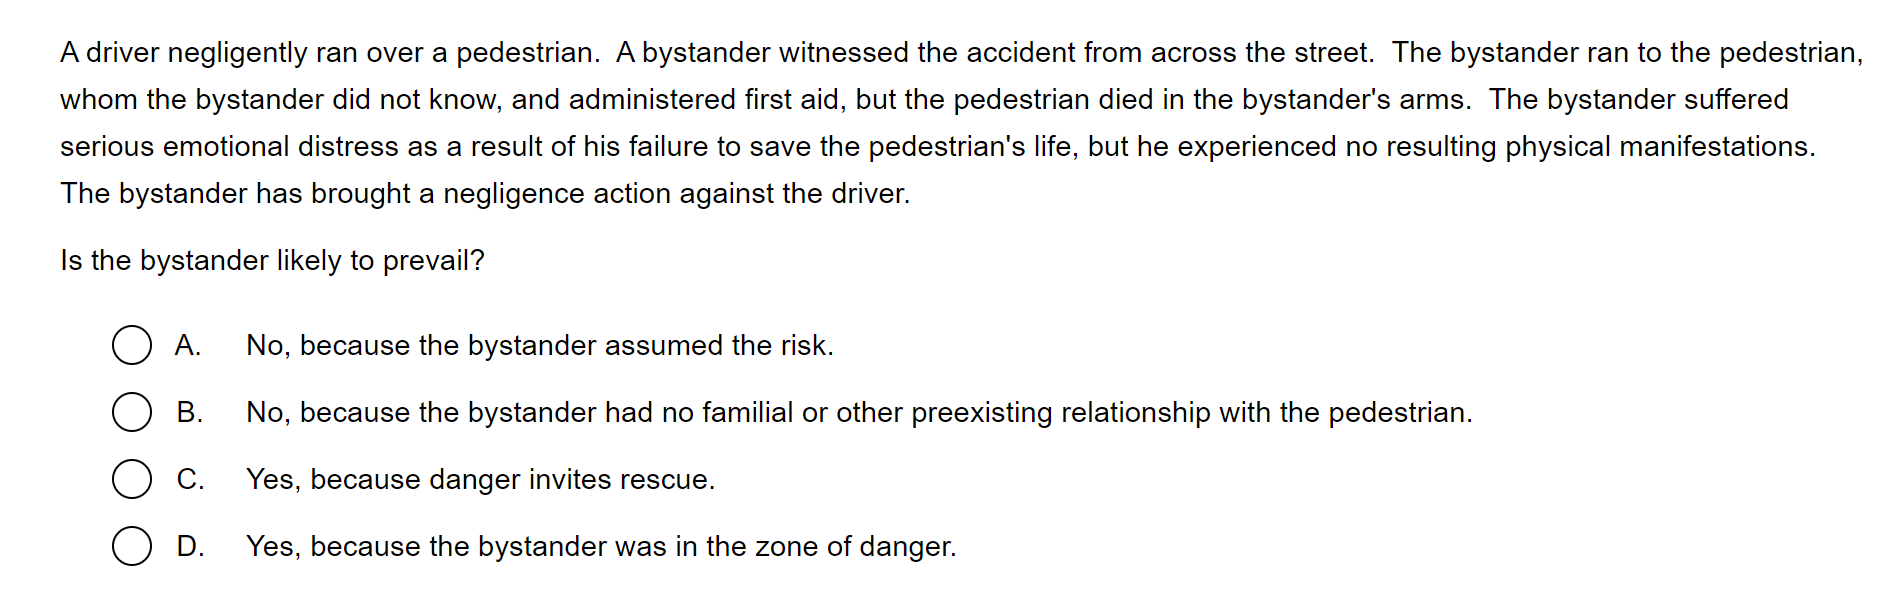 A driver negligently ran over a pedestrian.  A bystander witnessed the accident from across the street.  The bystander ran to the pedestrian,
whom the bystander did not know, and administered first aid, but the pedestrian died in the bystander's arms.  The bystander suffered
serious emotional distress as a result of his failure to save the pedestrian's life, but he experienced no resulting physical manifestations.
The bystander has brought a negligence action against the driver.
Is the bystander likely to prevail?
A. No, because the bystander assumed the risk.
B. No, because the bystander had no familial or other preexisting relationship with the pedestrian.
C. Yes, because danger invites rescue.
D. Yes, because the bystander was in the zone of danger.